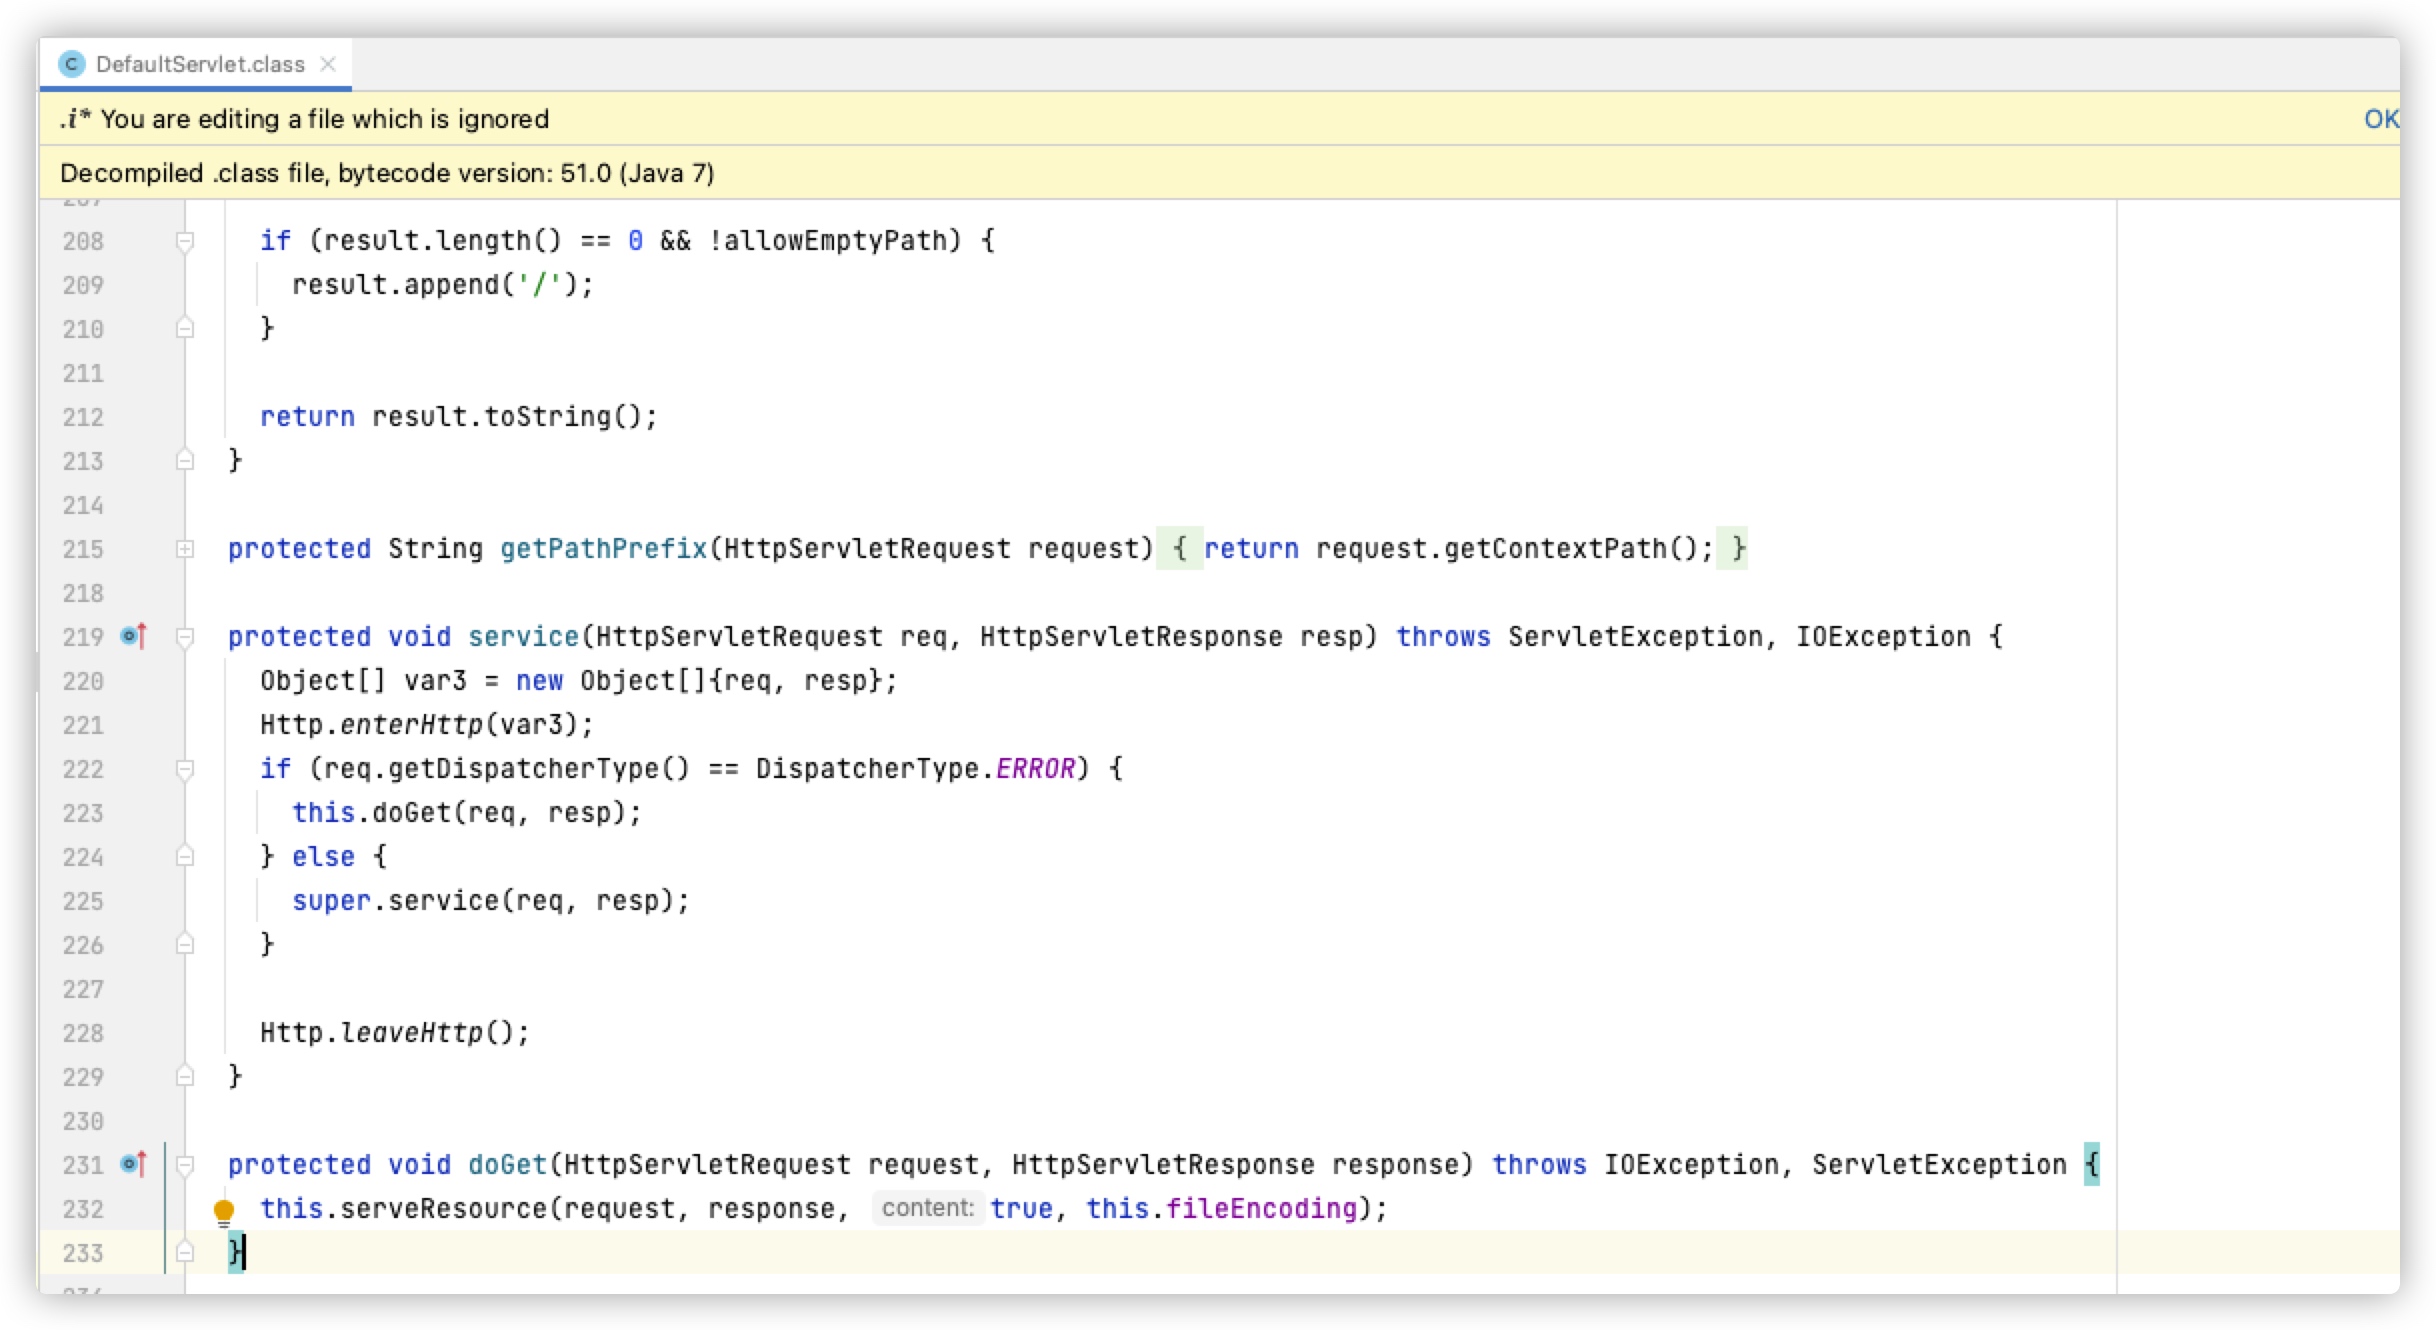 C DefaultServlet.class
.i* You are editing a file which is ignored OK
Decompiled .class file, bytecode version: 51.0 (Java 7)
208 if (result.length() == 0 && !allowEmptyPath) {
209 result.append('/');
210 }
211
212 return result.toString();
213 }
214
215 protected String getPathPrefix(HttpServletRequest request) { return request.getContextPath(); }
218
219 protected void service(HttpServletRequest req, HttpServletResponse resp) throws ServletException, IOException {
220 Object[] var3 = new Object[]{req, resp};
221 Http.enterHttp(var3);
222 if (req.getDispatcherType() == DispatcherType.ERROR) {
223 this.doGet(req, resp);
224 } else {
225 super.service(req, resp);
226 }
227
228 Http.leaveHttp();
229 }
230
231 protected void doGet(HttpServletRequest request, HttpServletResponse response) throws IOException, ServletException {
232 this.serveResource(request, response, content: true, this.fileEncoding);
233 }